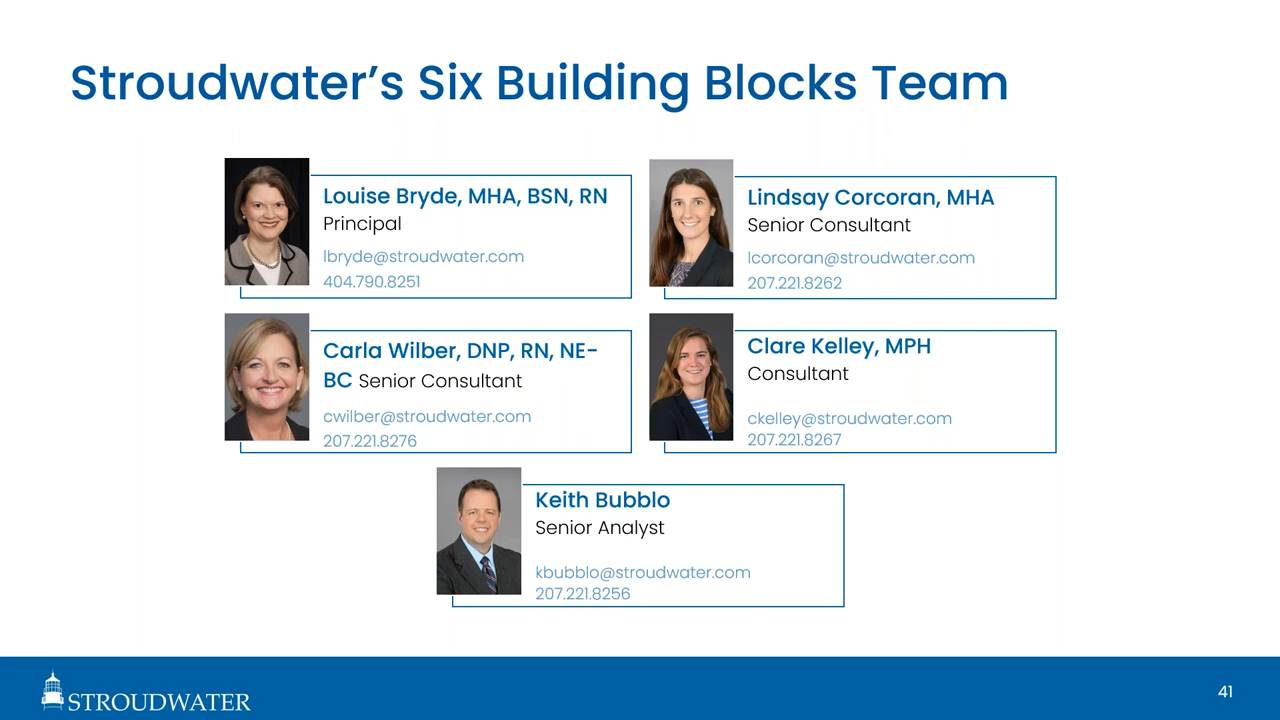 Stroudwater’s Six Building Blocks Team
Louise Bryde, MHA, BSN, RN
Principal
lbryde@stroudwater.com
404.790.8251
Lindsay Corcoran, MHA
Senior Consultant
lcorcoran@stroudwater.com
207.221.8262
Carla Wilber, DNP, RN, NE-
BC Senior Consultant
cwilber@stroudwater.com
207.221.8276
Clare Kelley, MPH
Consultant
ckelley@stroudwater.com
207.221.8267
Keith Bubblo
Senior Analyst
kbubblo@stroudwater.com
207.221.8256
STROUDWATER
41